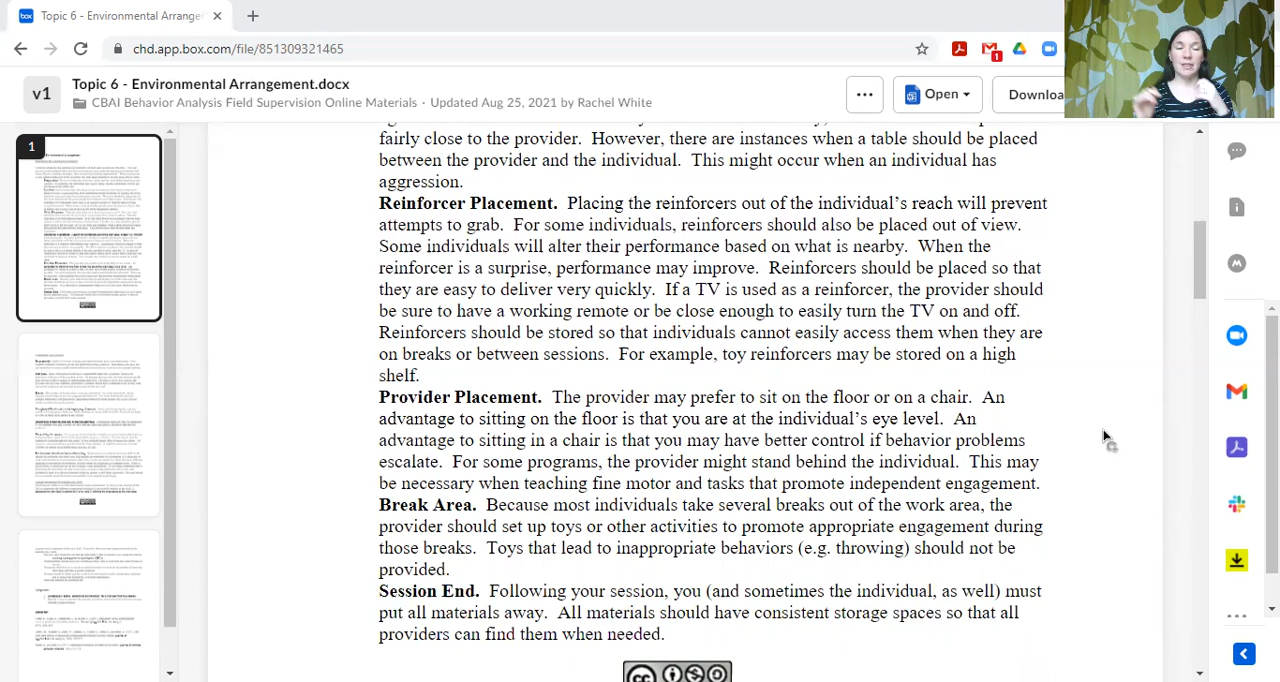 Topic 6 - Environmental Arrange
chd.app.box.com/file/851309321465
1
v1
Topic 6 - Environmental Arrangement.docx
CBAI Behavior Analysis Field Supervision Online Materials · Updated Aug 25, 2021 by Rachel White
Open
Downloa
1
fairly close to the provider. However, there are instances when a table should be placed
between the provider and the individual. This might occur when an individual has
aggression.
Reinforcer Placement. Placing the reinforcers out of the individual's reach will prevent
attempts to grab. For some individuals, reinforcers should also be placed out of view.
Some individuals will state their performance based on what is nearby. When the
reinforcers are close performance may improve. Reinforcers should be placed so that
they are easy to deliver very quickly. If a TV is used as a reinforcer, the provider should
be sure to have a working remote or be close enough to easily turn the TV on and off.
Reinforcers should be stored so that individuals cannot easily access them when they are
on breaks or between sessions. For example, toy reinforcers may be stored on a high
shelf.
Provider Placement. The provider may prefer to sit on the floor or on a chair. An
advantage of sitting on the floor is that you are at the individual's eye level. An
advantage of sitting in a chair is that you may have better control if behavior problems
escalate. For some programs, the provider might sit behind the individual. This may
be necessary when teaching fine motor and tasks that promote independent engagement.
Break Area. Because most individuals take several breaks out of the work area, the
provider should set up toys or other activities to promote appropriate engagement during
those breaks. Toys that lead to inappropriate behavior (e.g. throwing) should not be
provided.
Session End. Following your session, you (and sometimes the individual, as well) must
put all materials away. All materials should have consistent storage spaces so that all
providers can find them when needed.